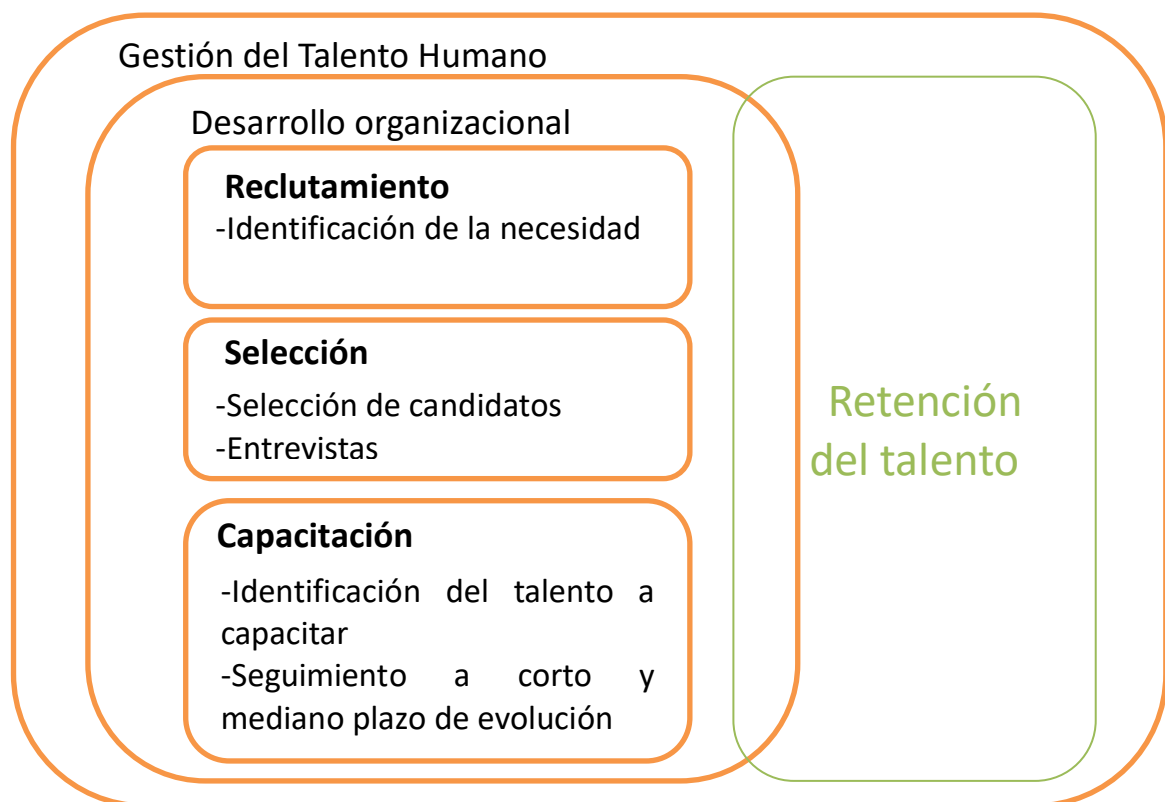 Gestión del Talento Humano
Desarrollo organizacional
Reclutamiento
-Identificación de la necesidad
Selección
-Selección de candidatos
-Entrevistas
Capacitación
-Identificación del talento a
capacitar
-Seguimiento a corto y
mediano plazo de evolución
Retención
del talento